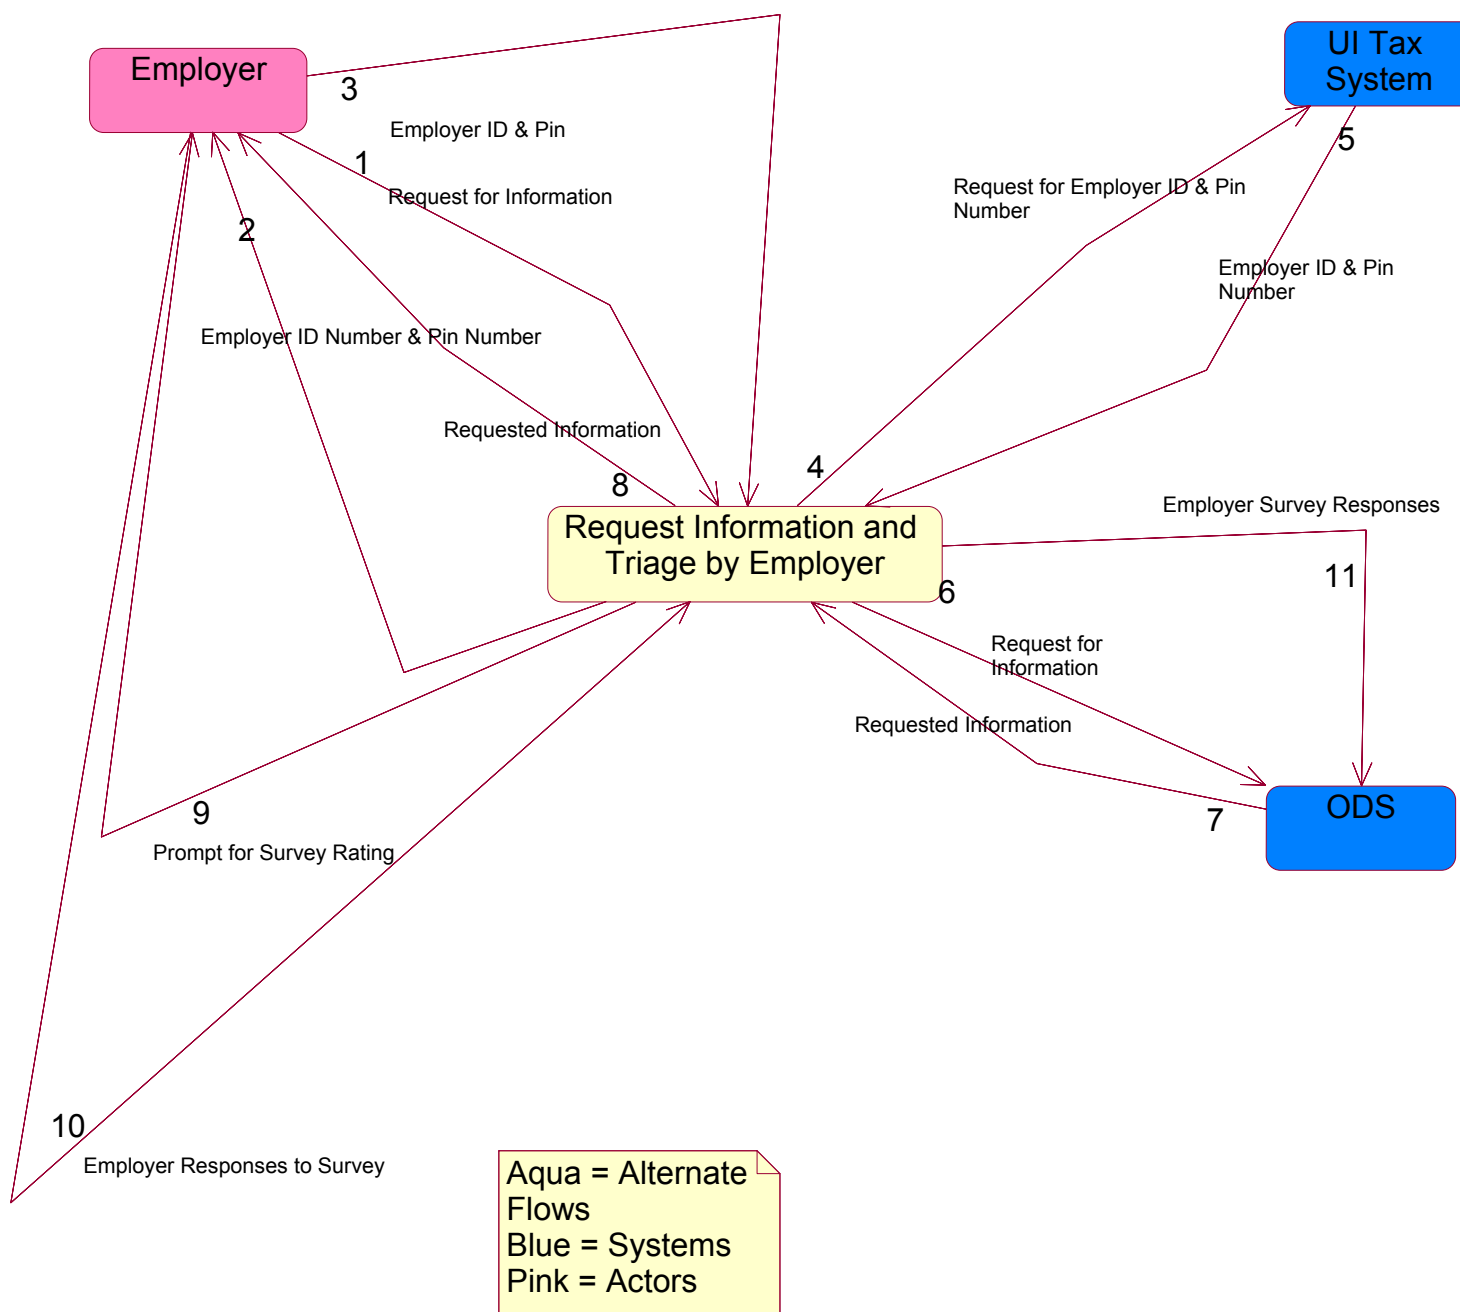 Employer
UI Tax
System
3
Employer ID & Pin
1
Request for Information
2
Employer ID Number & Pin Number
Requested Information
8
Request for Employer ID & Pin
Number
5
Employer ID & Pin
Number
4
Request Information and
Triage by Employer
Employer Survey Responses
11
6
Request for
Information
Requested Information
7
ODS
9
Prompt for Survey Rating
10
Employer Responses to Survey
Aqua = Alternate
Flows
Blue = Systems
Pink = Actors